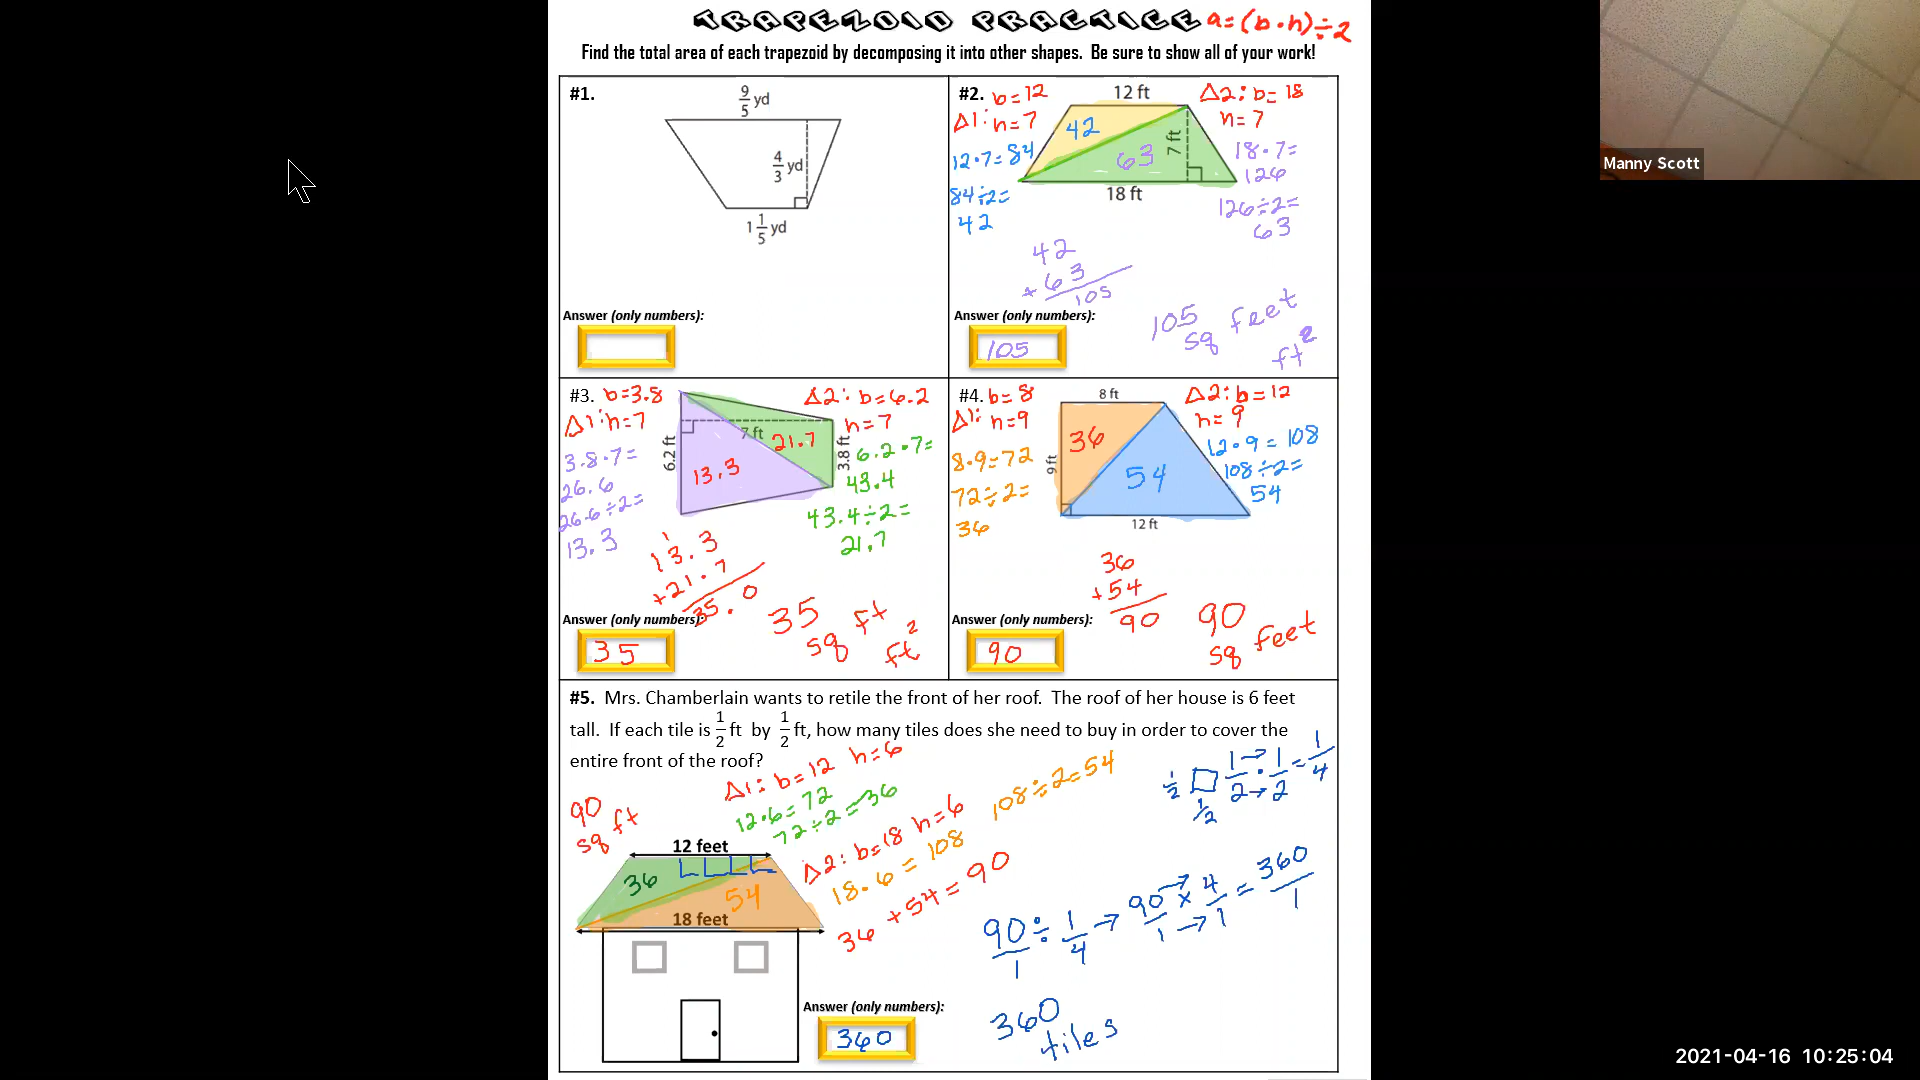 TRAPEZOID PRACTICE a=(b·h)÷2
Find the total area of each trapezoid by decomposing it into other shapes. Be sure to show all of your work!
#1.
9/5 yd
4/3 yd
1 1/5 yd
Answer (only numbers):
#2. b=12
Δ1: h=7
12·7=84
84÷2=
42
12 ft
42
63
7 ft
18 ft
Δ2: b=18
h=7
18·7=
126
126÷2=
63
42
+63
105
105 sq feet
ft²
Answer (only numbers):
105
#3. b=3.8
Δ1: h=7
3.8·7=
26.6
26.6÷2=
13.3
6.2 ft
7 ft
21.7
13.3
3.8 ft
Δ2: b=6.2
h=7
6.2·7=
43.4
43.4÷2=
21.7
1
13.3
+21.7
35.0
35 sq ft
ft²
Answer (only numbers):
35
#4. b=8
Δ1: h=9
8·9=72
72÷2=
36
8 ft
36
54
9 ft
12 ft
Δ2: b=12
h=9
12·9=108
108÷2=
54
36
+54
90
90 sq feet
Answer (only numbers):
90
#5. Mrs. Chamberlain wants to retile the front of her roof. The roof of her house is 6 feet
tall. If each tile is 1/2 ft by 1/2 ft, how many tiles does she need to buy in order to cover the
entire front of the roof?
90 sq ft
Δ1: b=12 h=6
12·6=72
72÷2=36
Δ2: b=18 h=6
18·6=108
108÷2=54
36+54=90
1/2
1/2
1/2·1/2=1/4
12 feet
36
54
18 feet
90/1÷1/4→90/1×4/1=360/1
360 tiles
Answer (only numbers):
360
Manny Scott
2021-04-16 10:25:04